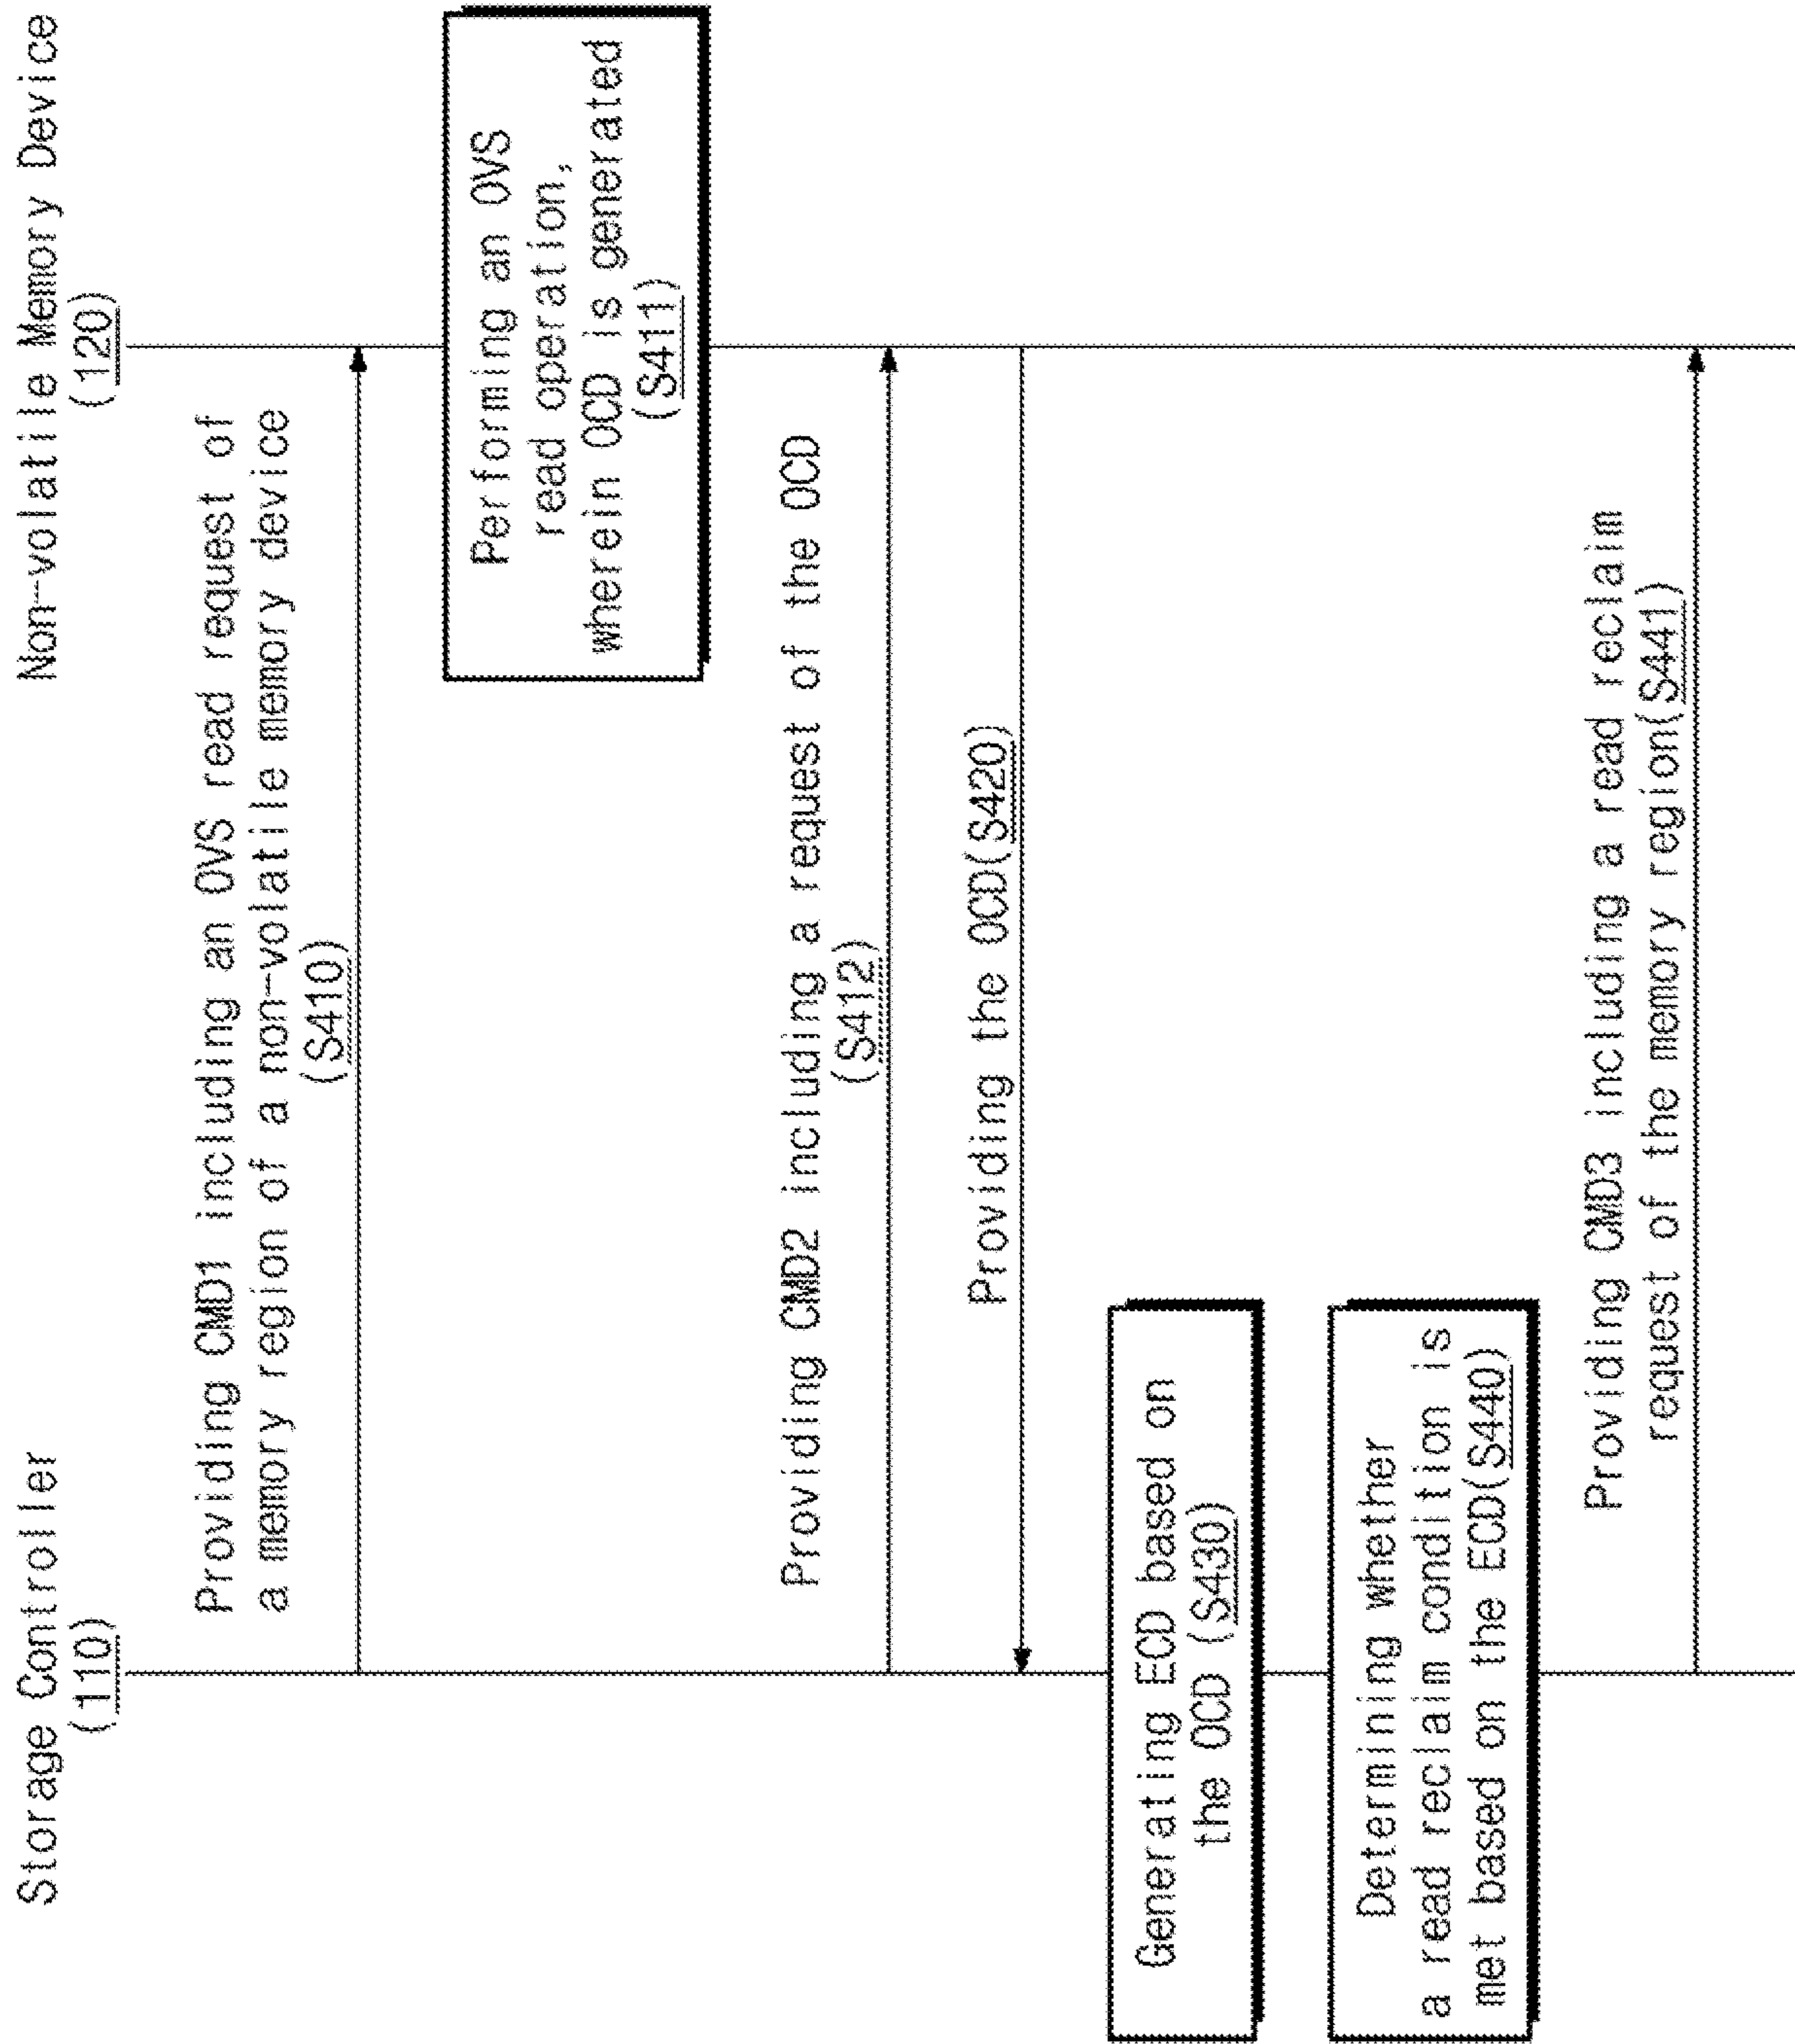 Storage Controller
(110)
Non-volatile Memory Device
(120)
Providing CMD1 including an OVS read request of
a memory region of a non-volatile memory device
(S410)
Performing an OVS
read operation,
wherein OCD is generated
(S411)
Providing CMD2 including a request of the OCD
(S412)
Providing the OCD(S420)
Generating ECD based on
the OCD (S430)
Determining whether
a read reclaim condition is
met based on the ECD(S440)
Providing CMD3 including a read reclaim
request of the memory region(S441)